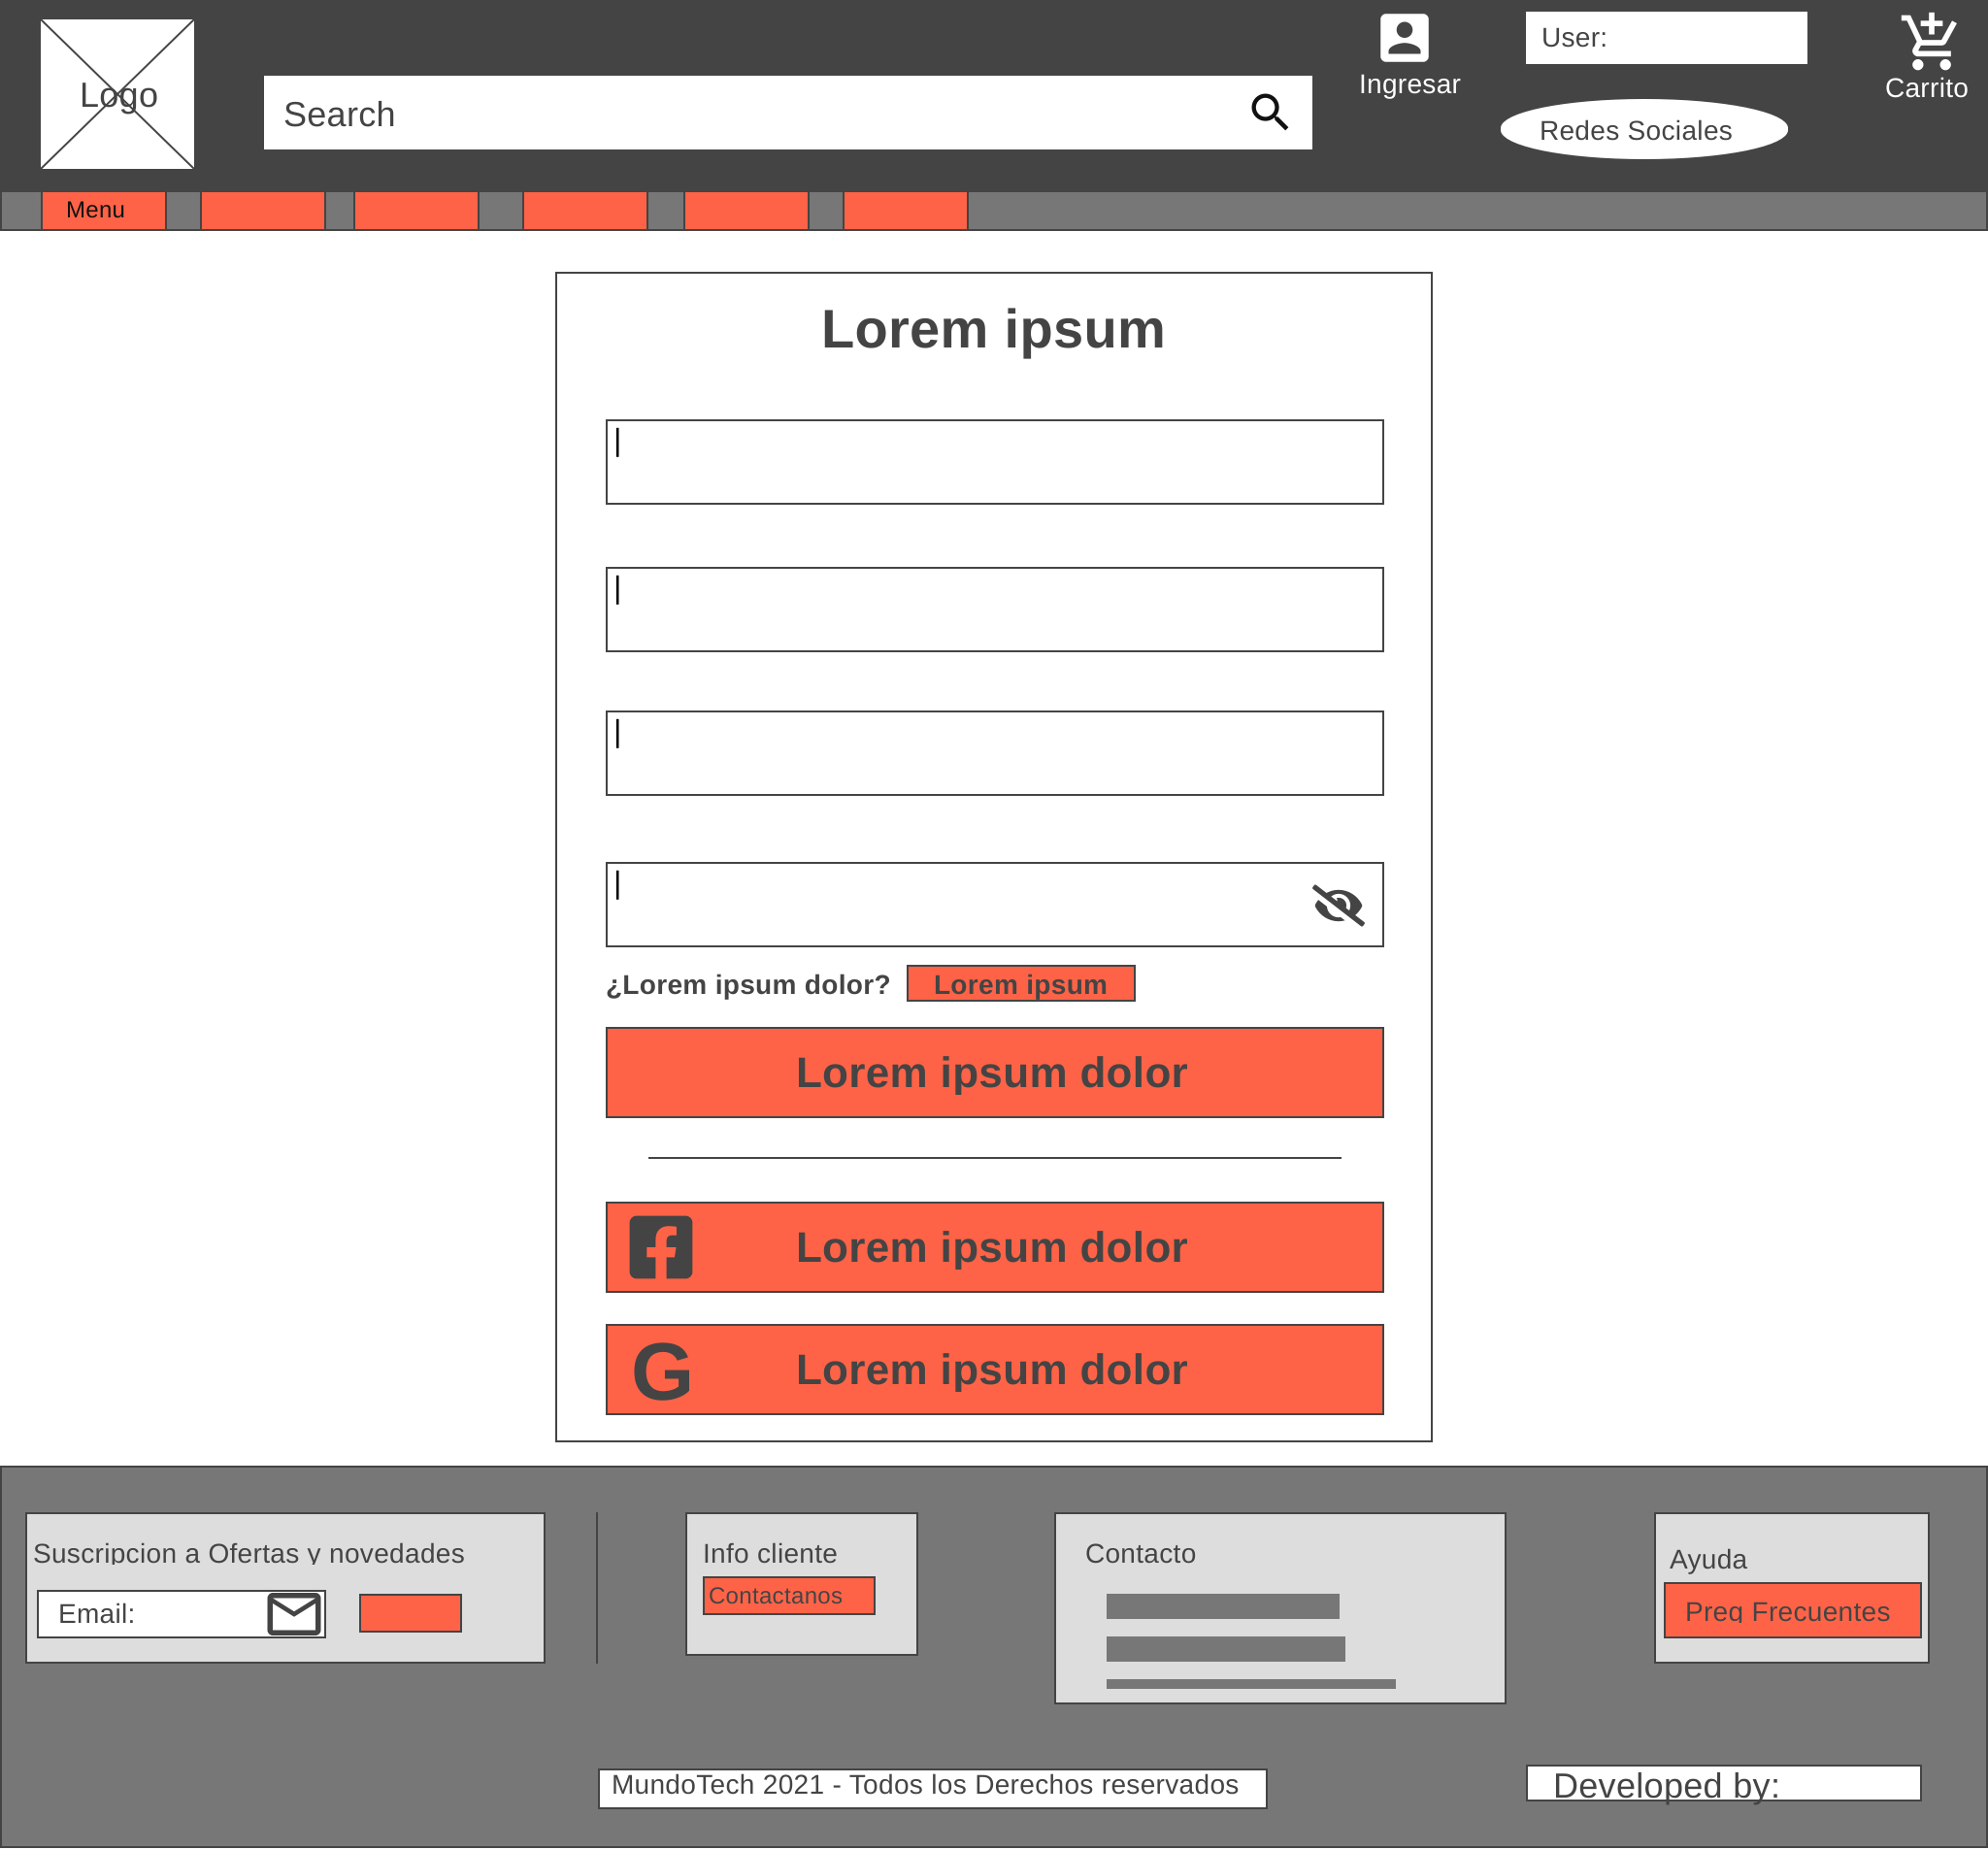 Logo
Search
Ingresar
User:
Redes Sociales
Carrito
Menu
Lorem ipsum
¿Lorem ipsum dolor?
Lorem ipsum
Lorem ipsum dolor
Lorem ipsum dolor
G
Lorem ipsum dolor
Suscripcion a Ofertas y novedades
Email:
Info cliente
Contactanos
Contacto
Ayuda
Preg Frecuentes
MundoTech 2021 - Todos los Derechos reservados
Developed by: